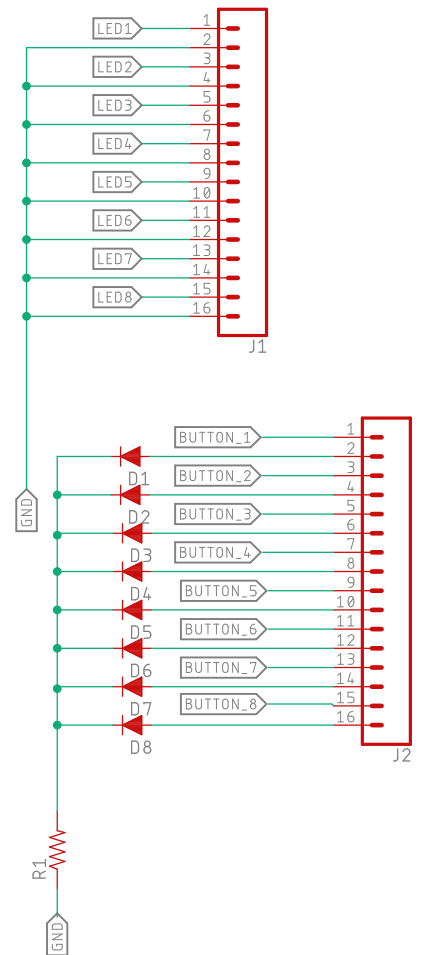 LED1 1
2
LED2 3
4
LED3 5
6
LED4 7
8
LED5 9
10
LED6 11
12
LED7 13
14
LED8 15
16
J1
GND
BUTTON_1 1
2
D1
BUTTON_2 3
4
D2
BUTTON_3 5
6
D3
BUTTON_4 7
8
D4
BUTTON_5 9
10
D5
BUTTON_6 11
12
D6
BUTTON_7 13
14
D7
BUTTON_8 15
16
D8
J2
R1
GND